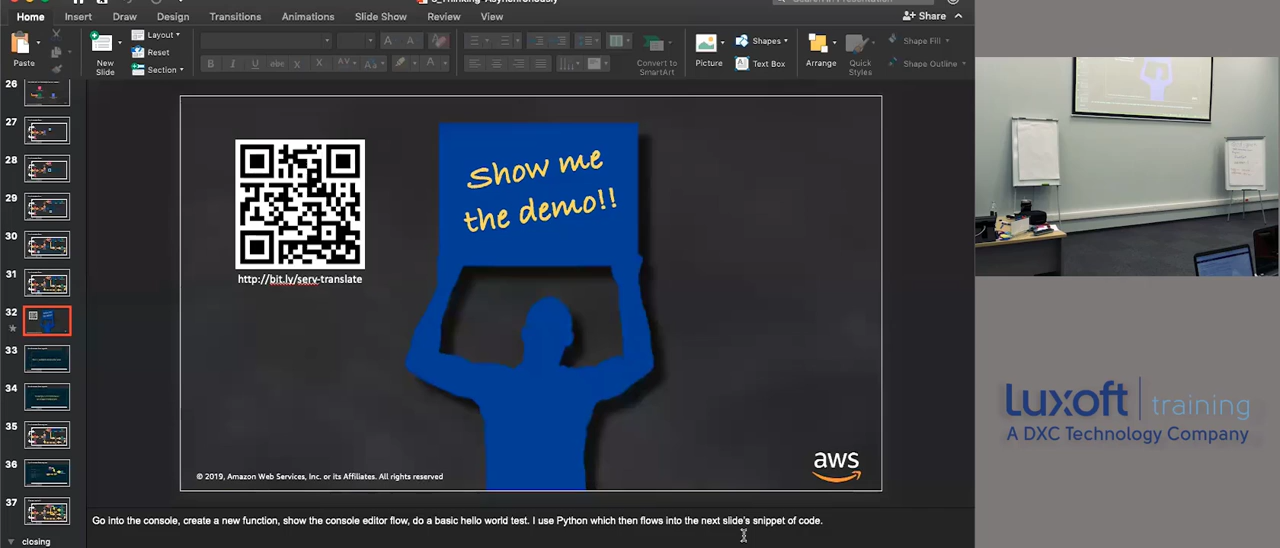 Home
Insert
Draw
Design
Transitions
Animations
Slide Show
Review
View
Share
Paste
New
Slide
Layout
Reset
Section
Convert to
SmartArt
Picture
Shapes
Text Box
Arrange
Quick
Styles
Shape Fill
Shape Outline
26
27
28
29
30
31
32
33
34
35
36
37
closing
http://bit.ly/serv-translate
Show me
the demo!!
© 2019, Amazon Web Services, Inc. or its Affiliates. All rights reserved
aws
Go into the console, create a new function, show the console editor flow, do a basic hello world test. I use Python which then flows into the next slide's snippet of code.
Luxoft training
A DXC Technology Company